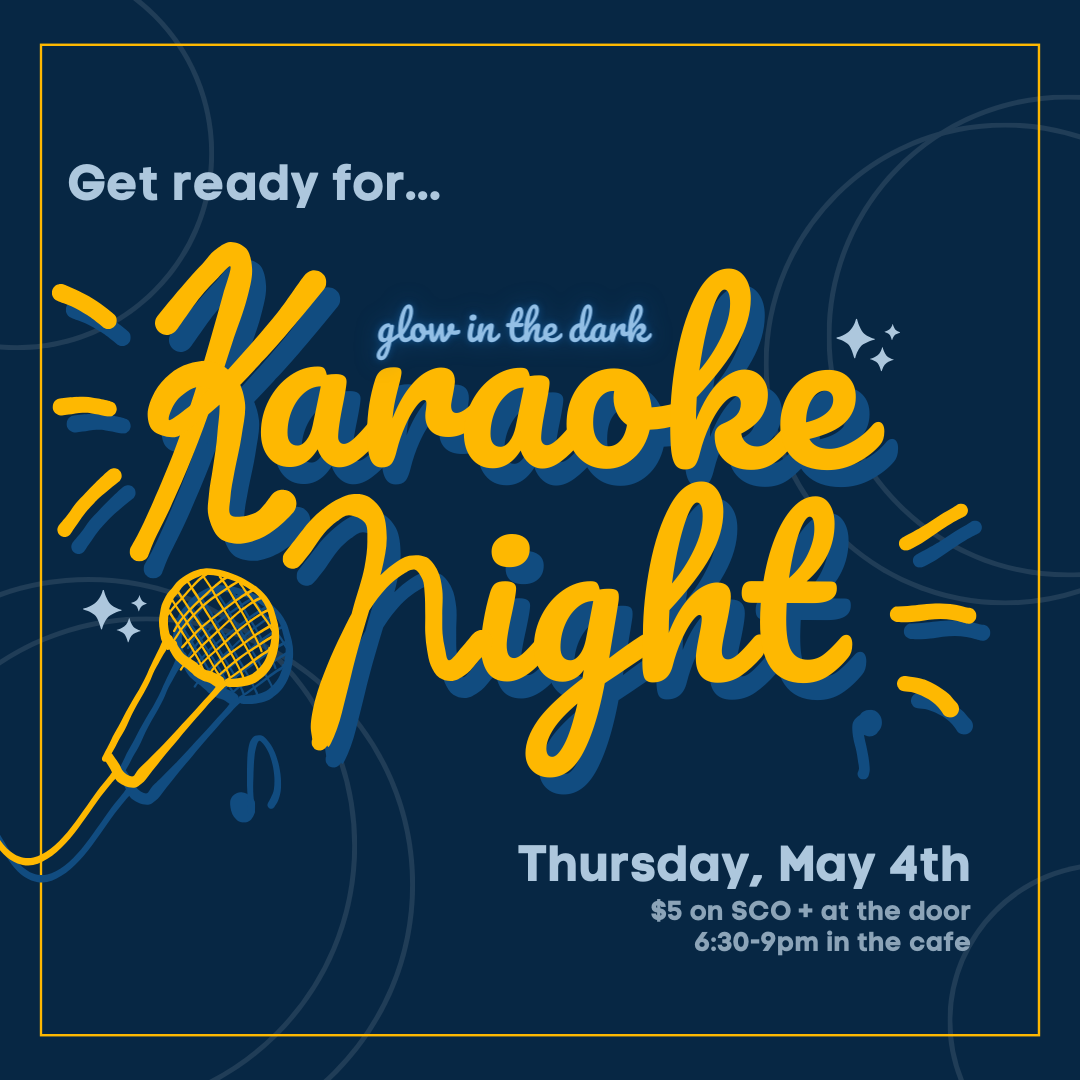 Get ready for...
glow in the dark
Karaoke
Night
Thursday, May 4th
$5 on SCO + at the door
6:30-9pm in the cafe